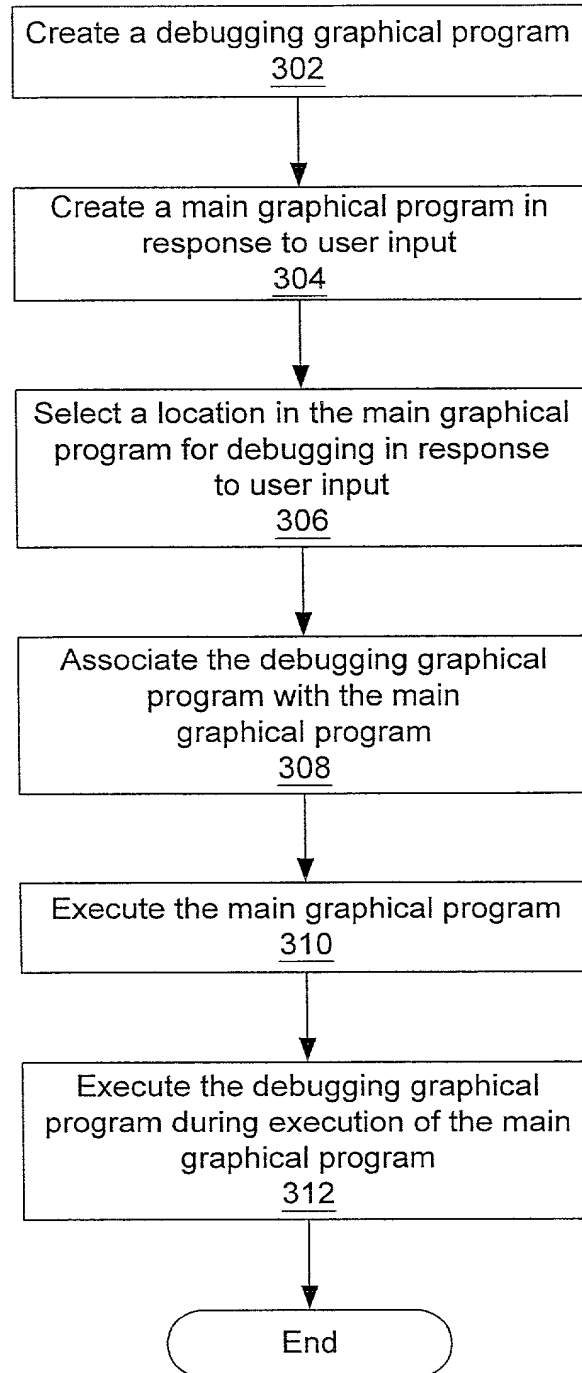 Create a debugging graphical program
302
Create a main graphical program in
response to user input
304
Select a location in the main graphical
program for debugging in response
to user input
306
Associate the debugging graphical
program with the main
graphical program
308
Execute the main graphical program
310
Execute the debugging graphical
program during execution of the main
graphical program
312
End